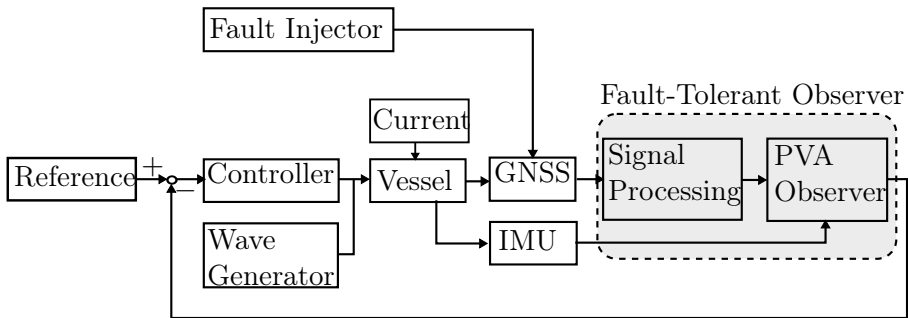 Fault Injector
Fault-Tolerant Observer
Current
Signal
Processing
PVA
Observer
Reference
+
−
Controller
Vessel
GNSS
Wave
Generator
IMU